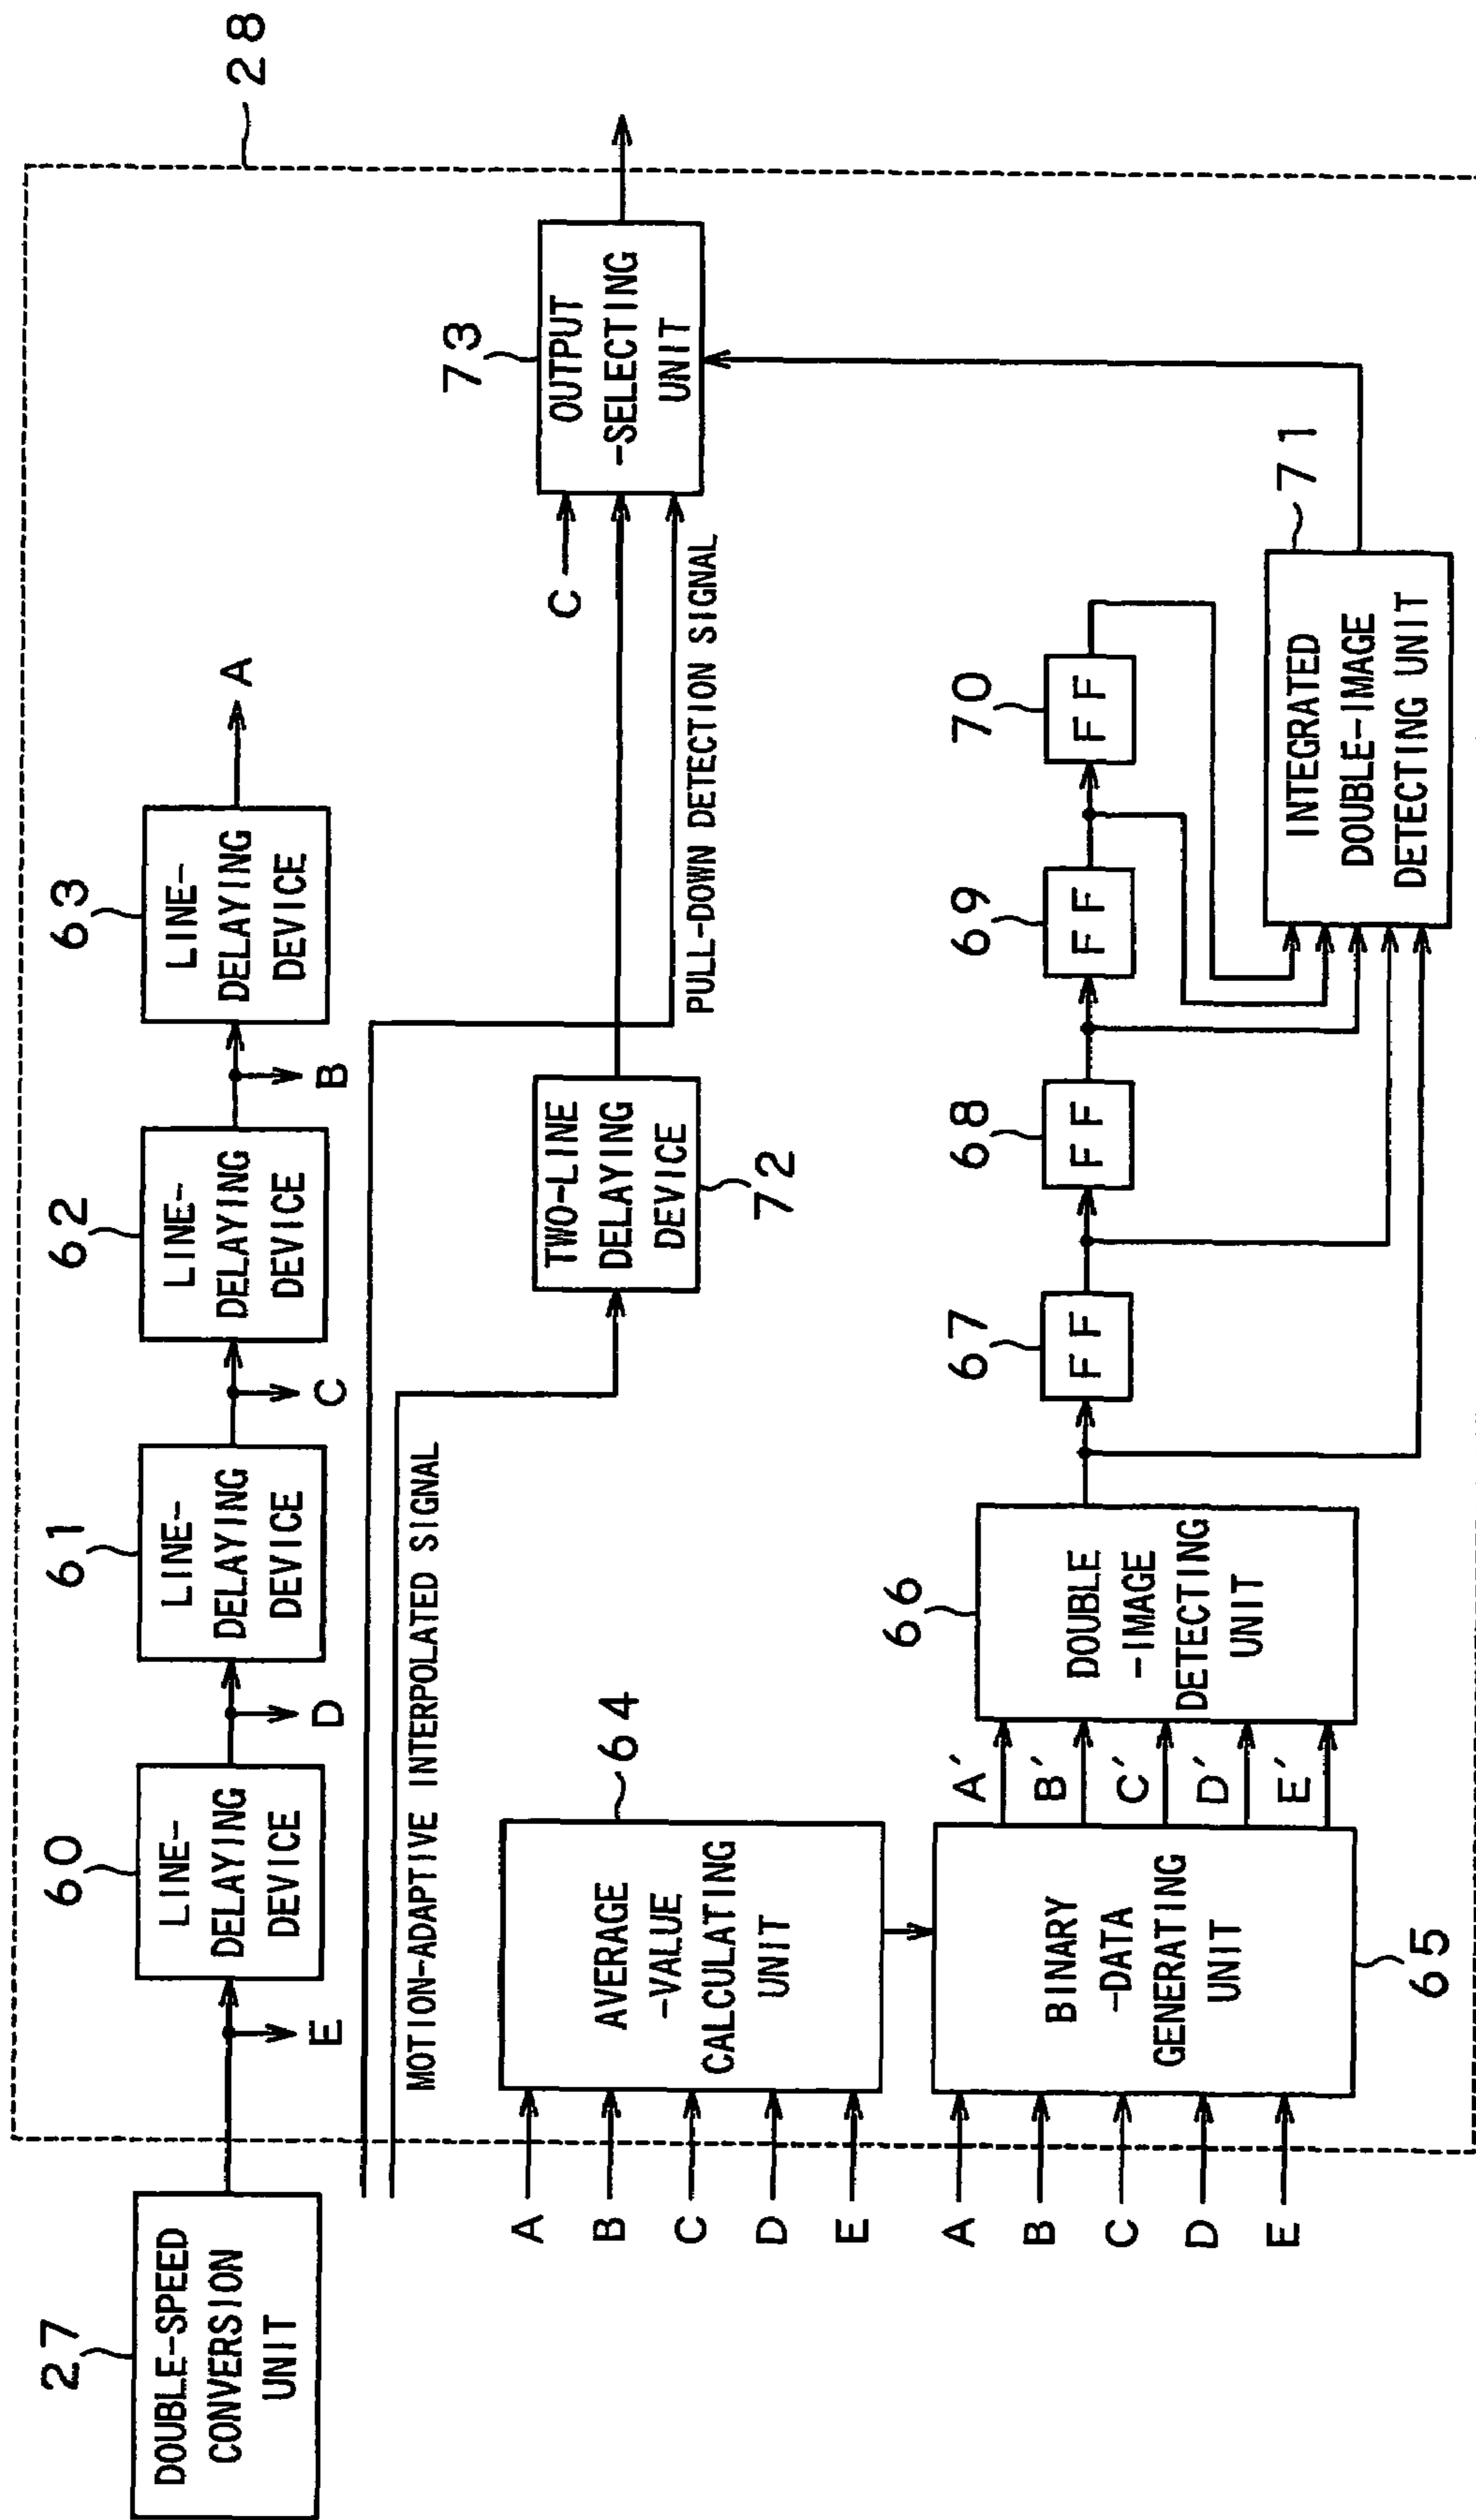 28
27
DOUBLE-SPEED
CONVERSION
UNIT
E
60
LINE-
DELAYING
DEVICE
D
61
LINE-
DELAYING
DEVICE
C
62
LINE-
DELAYING
DEVICE
B
63
LINE-
DELAYING
DEVICE
A
MOTION-ADAPTIVE INTERPOLATED SIGNAL
TWO-LINE
DELAYING
DEVICE
72
PULL-DOWN DETECTION SIGNAL
C
73
OUTPUT
-SELECTING
UNIT
A
B
C
D
E
64
AVERAGE
-VALUE
CALCULATING
UNIT
A
B
C
D
E
BINARY
-DATA
GENERATING
UNIT
65
A'
B'
C'
D'
E'
66
DOUBLE
-IMAGE
DETECTING
UNIT
67
FF
68
FF
69
FF
70
FF
71
INTEGRATED
DOUBLE-IMAGE
DETECTING UNIT